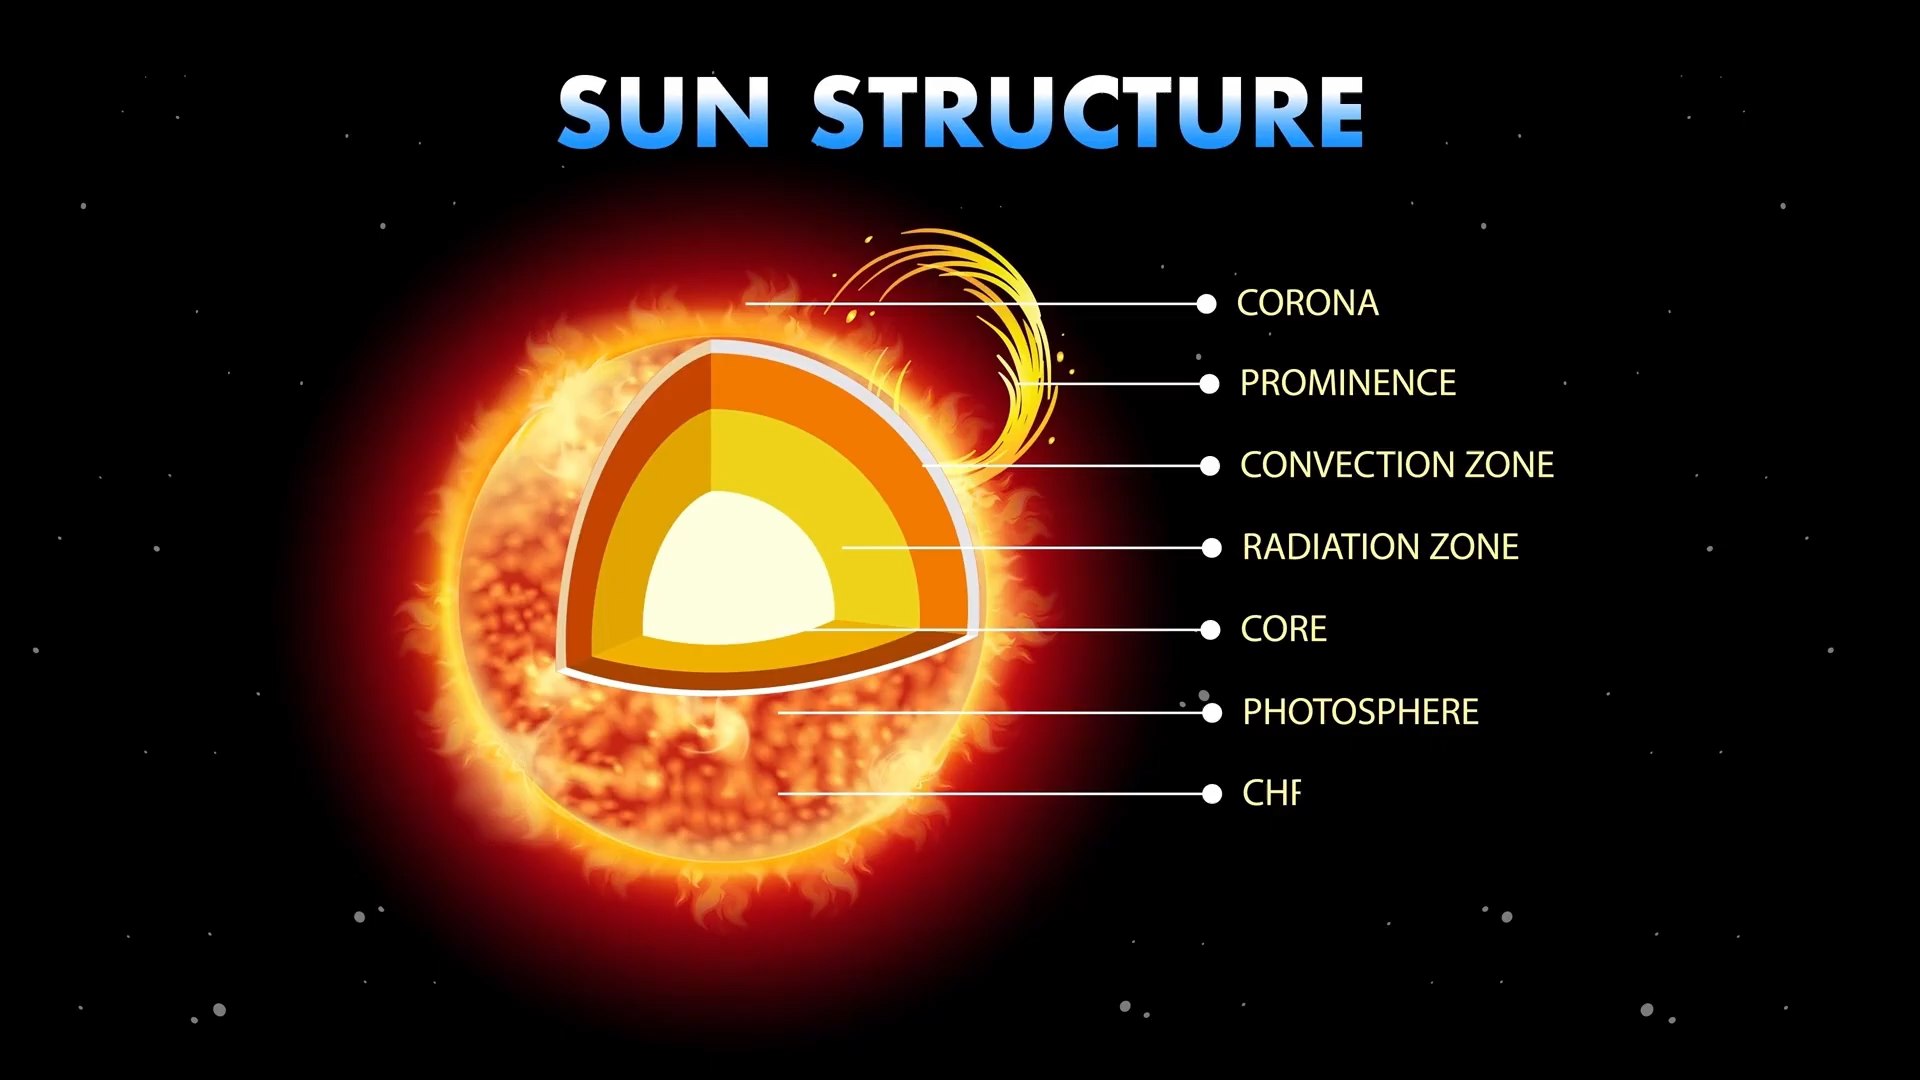 SUN STRUCTURE
CORONA
PROMINENCE
CONVECTION ZONE
RADIATION ZONE
CORE
PHOTOSPHERE